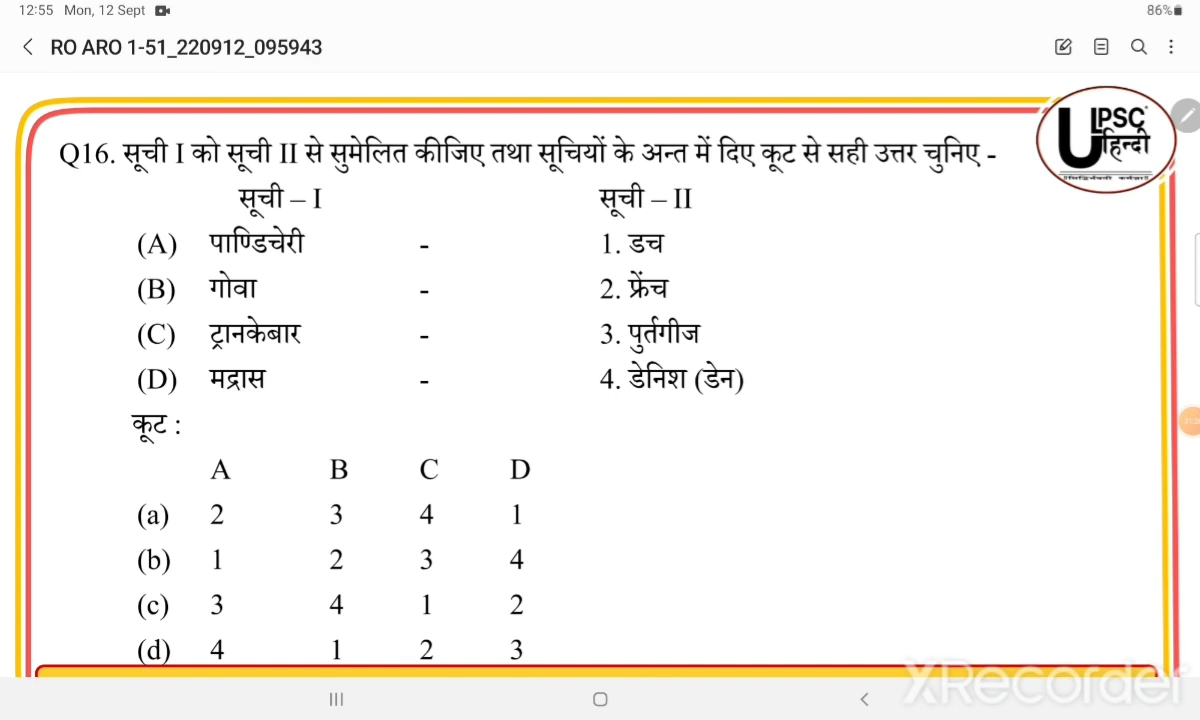 12:55 Mon, 12 Sept 86%
RO ARO 1-51_220912_095943
UPSC
हिन्दी
Q16. सूची I को सूची II से सुमेलित कीजिए तथा सूचियों के अन्त में दिए कूट से सही उत्तर चुनिए -
सूची – I सूची – II
(A) पाण्डिचेरी - 1. डच
(B) गोवा - 2. फ्रेंच
(C) ट्रानकेबार - 3. पुर्तगीज
(D) मद्रास - 4. डेनिश (डेन)
कूट :
A B C D
(a) 2 3 4 1
(b) 1 2 3 4
(c) 3 4 1 2
(d) 4 1 2 3
XRecorder